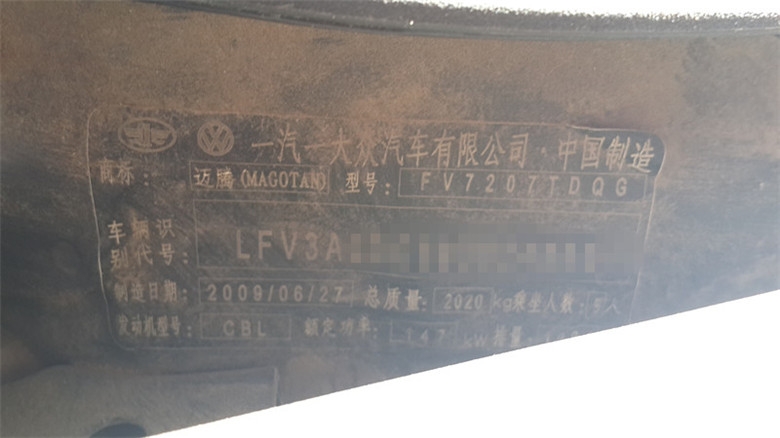 一汽一大众汽车有限公司·中国制造
商标: 迈腾(MAGOTAN) 型号: FV7207TDQG
车辆识别代号: LFV3A
制造日期: 2009/06/27 总质量: 2020 kg 乘坐人数: 5人
发动机型号: CBL 额定功率: 147 kW 排量